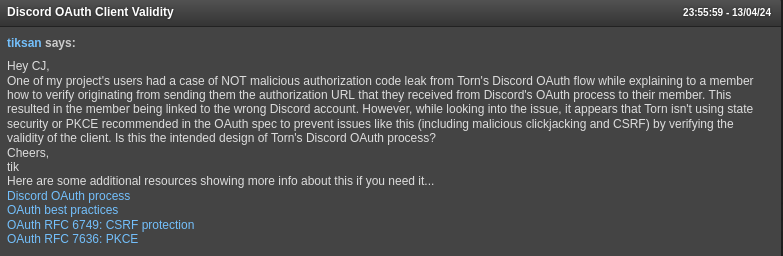 Discord OAuth Client Validity 23:55:59 - 13/04/24
tiksan says:
Hey CJ,
One of my project's users had a case of NOT malicious authorization code leak from Torn's Discord OAuth flow while explaining to a member
how to verify originating from sending them the authorization URL that they received from Discord's OAuth process to their member. This
resulted in the member being linked to the wrong Discord account. However, while looking into the issue, it appears that Torn isn't using state
security or PKCE recommended in the OAuth spec to prevent issues like this (including malicious clickjacking and CSRF) by verifying the
validity of the client. Is this the intended design of Torn's Discord OAuth process?
Cheers,
tik
Here are some additional resources showing more info about this if you need it...
Discord OAuth process
OAuth best practices
OAuth RFC 6749: CSRF protection
OAuth RFC 7636: PKCE